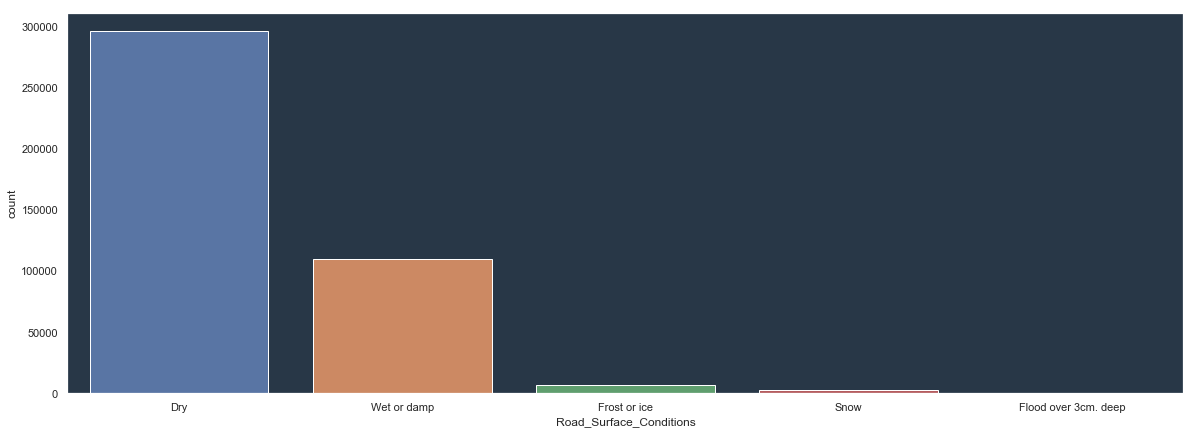 300000
250000
200000
150000
100000
50000
0
count
Dry Wet or damp Frost or ice Snow Flood over 3cm. deep
Road_Surface_Conditions